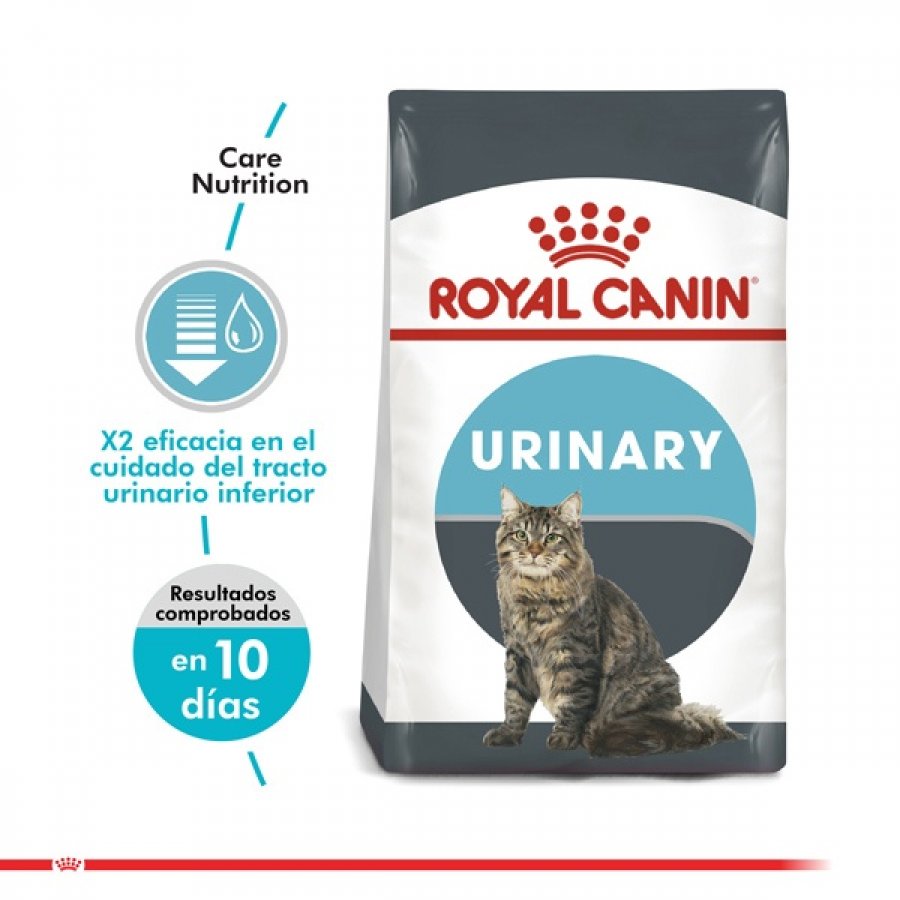 Care
Nutrition
X2 eficacia en el
cuidado del tracto
urinario inferior
Resultados
comprobados
en 10
días
ROYAL CANIN®
URINARY